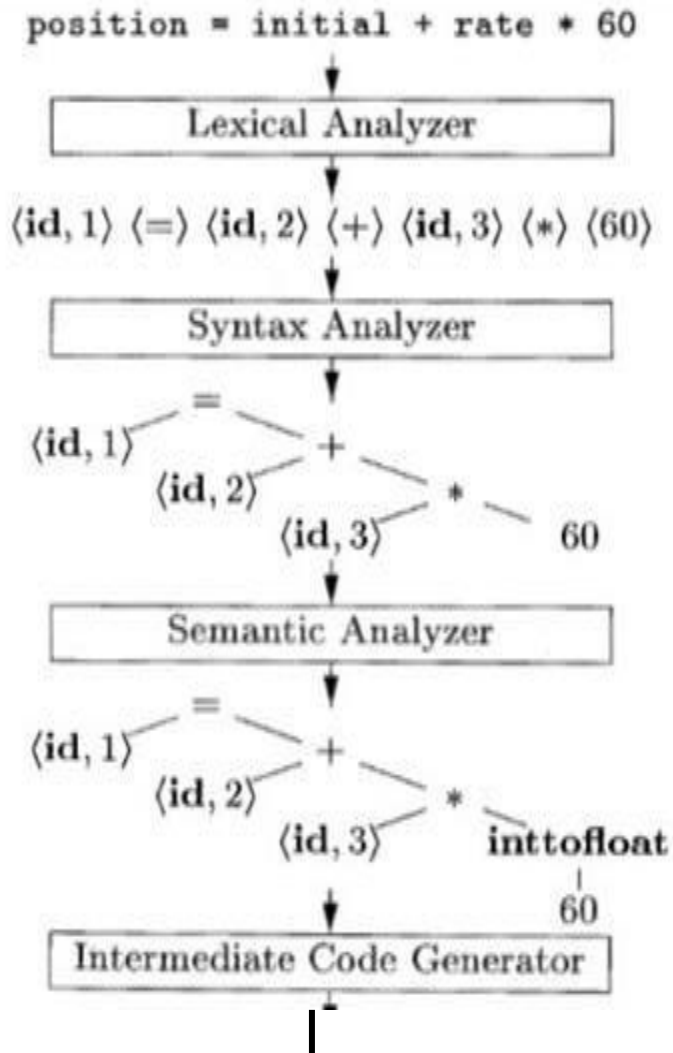 position = initial + rate * 60
Lexical Analyzer
⟨id, 1⟩ ⟨=⟩ ⟨id, 2⟩ ⟨+⟩ ⟨id, 3⟩ ⟨*⟩ ⟨60⟩
Syntax Analyzer
=
⟨id, 1⟩
+
⟨id, 2⟩
*
⟨id, 3⟩
60
Semantic Analyzer
=
⟨id, 1⟩
+
⟨id, 2⟩
*
⟨id, 3⟩
inttofloat
60
Intermediate Code Generator